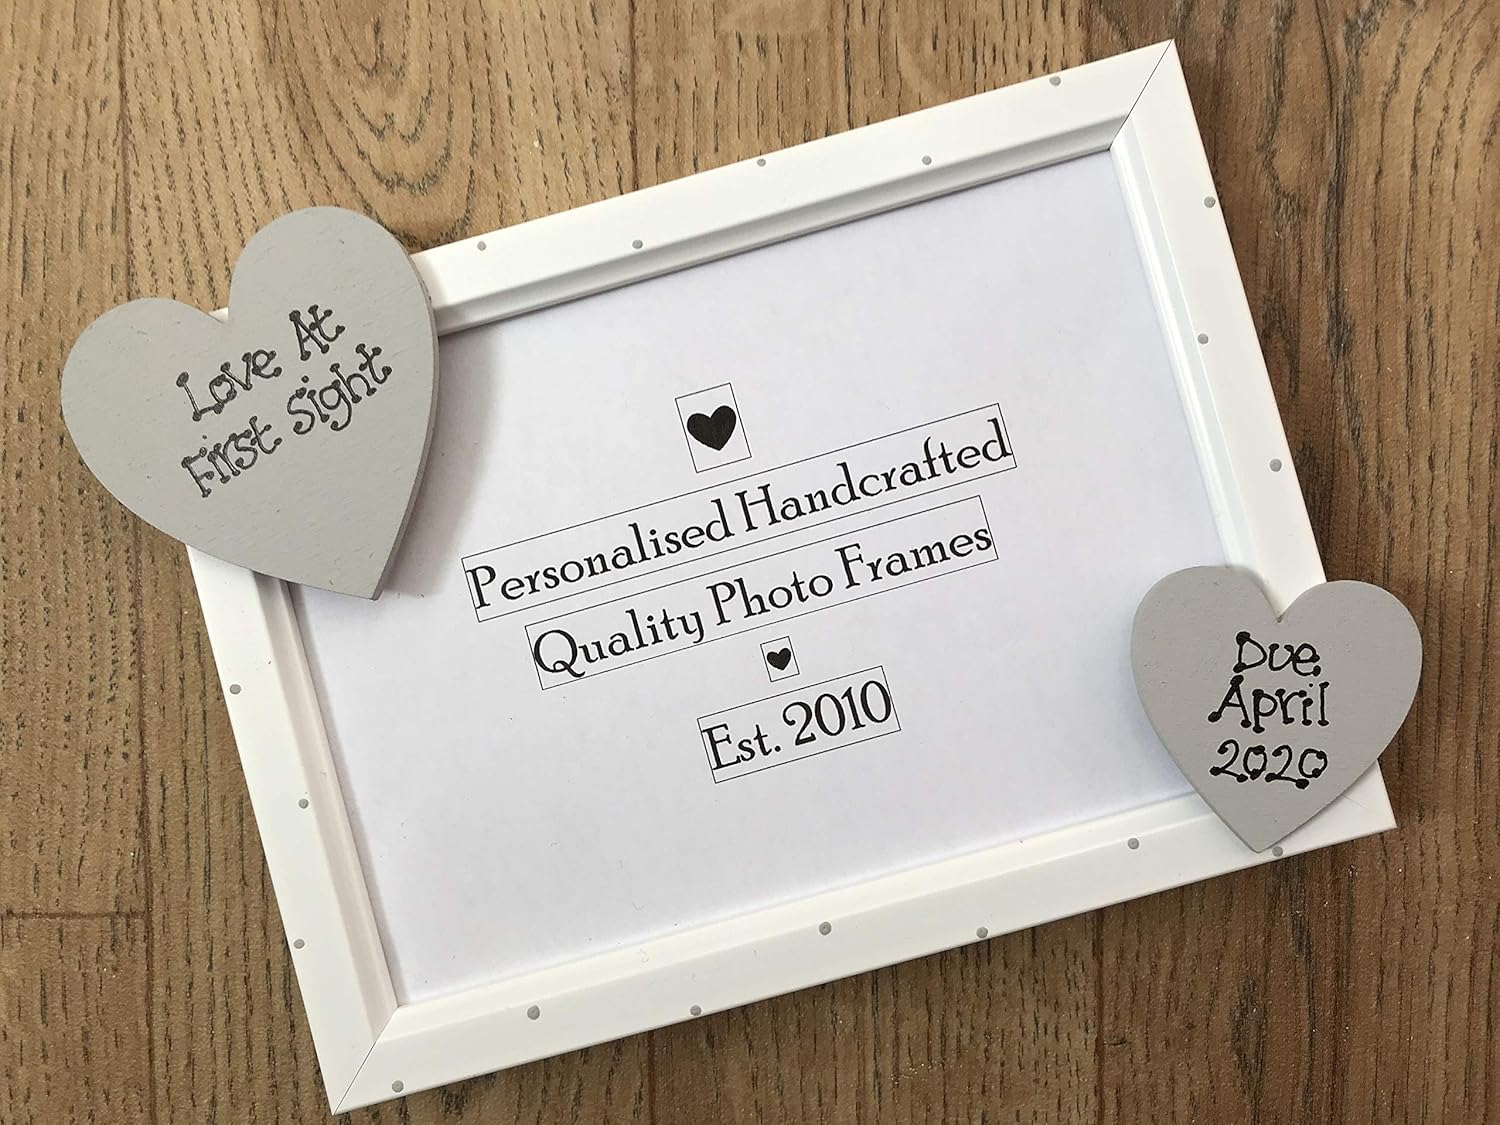 Love At
First Sight
Personalised Handcrafted
Quality Photo Frames
Est. 2010
Due
April
2020